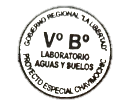 GOBIERNO REGIONAL "LA LIBERTAD"
Vº Bº
LABORATORIO
AGUAS Y SUELOS
PROYECTO ESPECIAL CHAVIMOCHIC